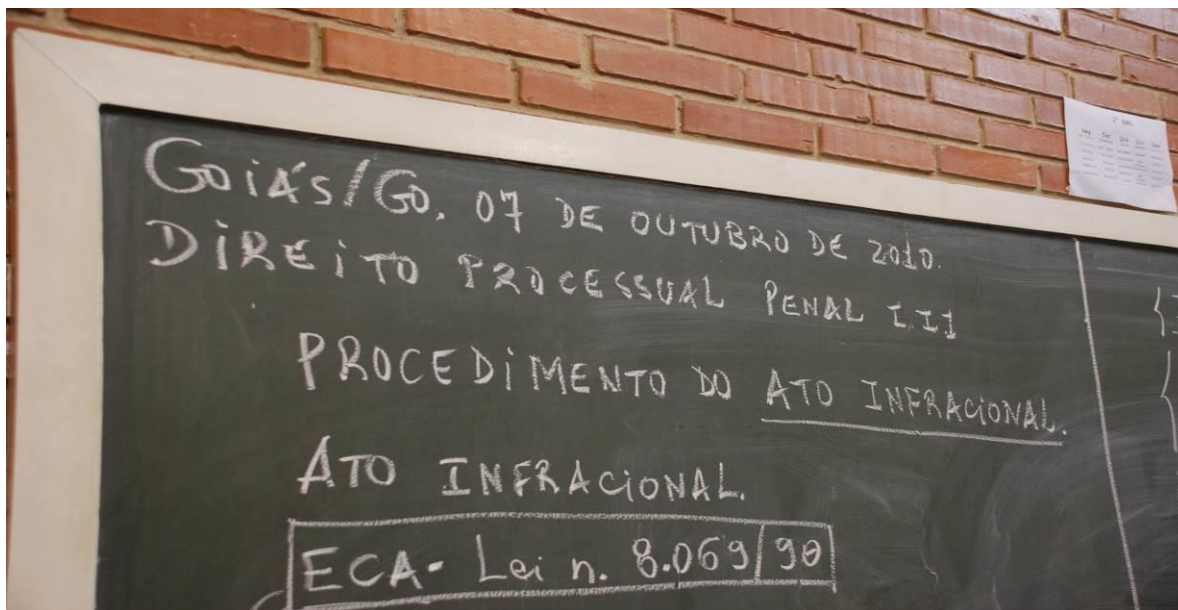 GOIÁS/GO, 07 DE OUTUBRO DE 2010.
DIREITO PROCESSUAL PENAL III
PROCEDIMENTO DO ATO INFRACIONAL.
ATO INFRACIONAL.
ECA- Lei n. 8.069/90